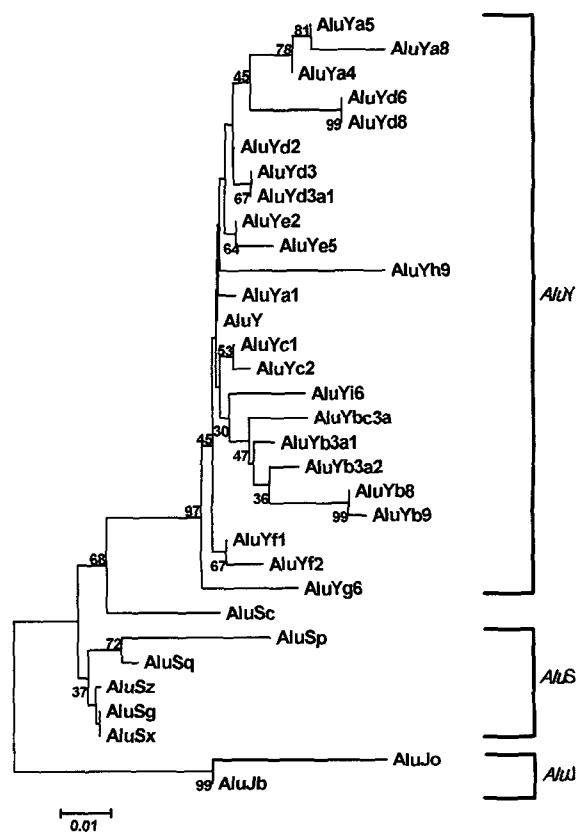 AluYa5
81
AluYa8
78
AluYa4
45
AluYd6
AluYd8
99
AluYd2
AluYd3
AluYd3a1
67
AluYe2
AluYe5
64
AluYh9
AluYa1
AluY
AluY
AluYc1
53
AluYc2
AluYi6
AluYbc3a
30
AluYb3a1
45
47
AluYb3a2
AluYb8
36
AluYb9
99
97
AluYf1
AluYf2
67
68
AluYg6
AluSc
AluSp
72
AluSq
AluS
AluSz
37
AluSg
AluSx
AluJo
AluJ
AluJb
99
0.01